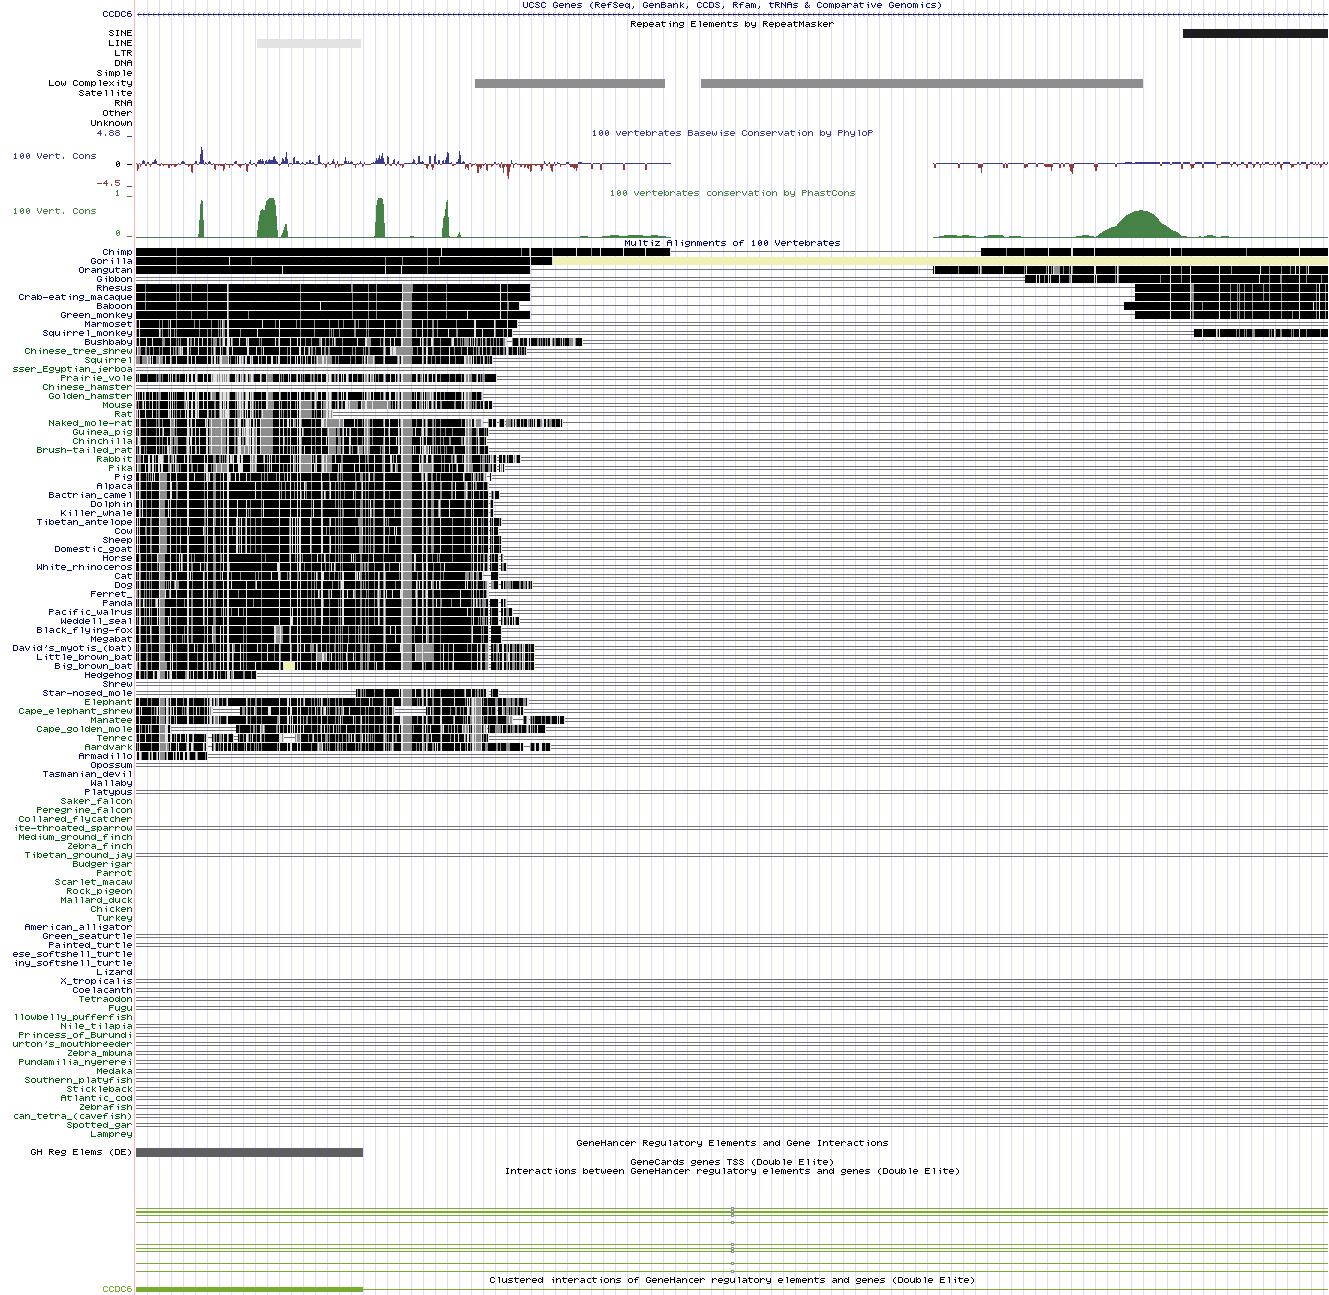 UCSC Genes (RefSeq, GenBank, CCDS, Rfam, tRNAs & Comparative Genomics)
CCDC6
Repeating Elements by RepeatMasker
SINE
LINE
LTR
DNA
Simple
Low Complexity
Satellite
RNA
Other
Unknown
4.88 _
100 vertebrates Basewise Conservation by PhyloP
100 Vert. Cons
0 -
-4.5 _
100 vertebrates conservation by PhastCons
1 _
100 Vert. Cons
0 _
Multiz Alignments of 100 Vertebrates
Chimp
Gorilla
Orangutan
Gibbon
Rhesus
Crab-eating_macaque
Baboon
Green_monkey
Marmoset
Squirrel_monkey
Bushbaby
Chinese_tree_shrew
Squirrel
sser_Egyptian_jerboa
Prairie_vole
Chinese_hamster
Golden_hamster
Mouse
Rat
Naked_mole-rat
Guinea_pig
Chinchilla
Brush-tailed_rat
Rabbit
Pika
Pig
Alpaca
Bactrian_camel
Dolphin
Killer_whale
Tibetan_antelope
Cow
Sheep
Domestic_goat
Horse
White_rhinoceros
Cat
Dog
Ferret_
Panda
Pacific_walrus
Weddell_seal
Black_flying-fox
Megabat
David's_myotis_(bat)
Little_brown_bat
Big_brown_bat
Hedgehog
Shrew
Star-nosed_mole
Elephant
Cape_elephant_shrew
Manatee
Cape_golden_mole
Tenrec
Aardvark
Armadillo
Opossum
Tasmanian_devil
Wallaby
Platypus
Saker_falcon
Peregrine_falcon
Collared_flycatcher
ite-throated_sparrow
Medium_ground_finch
Zebra_finch
Tibetan_ground_jay
Budgerigar
Parrot
Scarlet_macaw
Rock_pigeon
Mallard_duck
Chicken
Turkey
American_alligator
Green_seaturtle
Painted_turtle
ese_softshell_turtle
iny_softshell_turtle
Lizard
X_tropicalis
Coelacanth
Tetraodon
Fugu
llowbelly_pufferfish
Nile_tilapia
Princess_of_Burundi
urton's_mouthbreeder
Zebra_mbuna
Pundamilia_nyererei
Medaka
Southern_platyfish
Stickleback
Atlantic_cod
Zebrafish
can_tetra_(cavefish)
Spotted_gar
Lamprey
GeneHancer Regulatory Elements and Gene Interactions
GH Reg Elems (DE)
GeneCards genes TSS (Double Elite)
Interactions between GeneHancer regulatory elements and genes (Double Elite)
Clustered interactions of GeneHancer regulatory elements and genes (Double Elite)
CCDC6